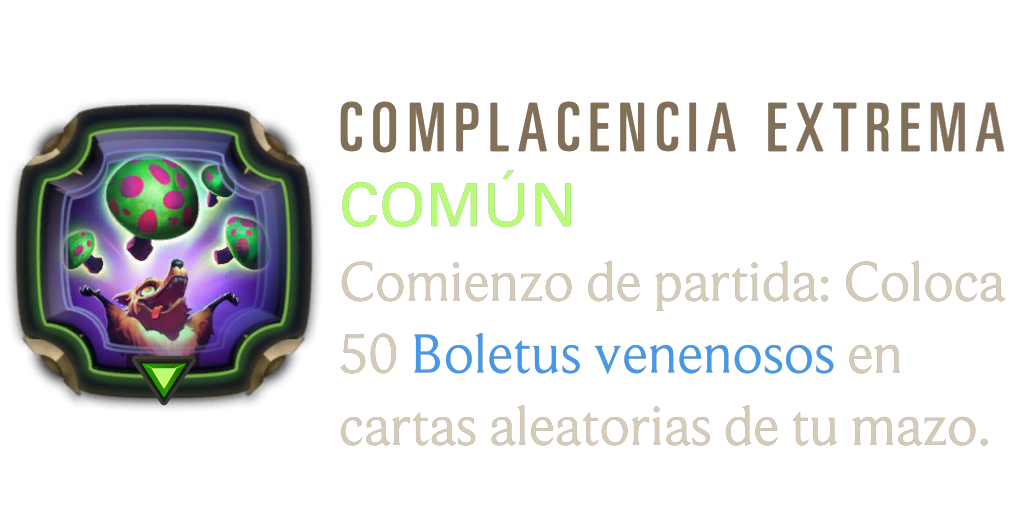 COMPLACENCIA EXTREMA
COMÚN
Comienzo de partida: Coloca
50 Boletus venenosos en
cartas aleatorias de tu mazo.